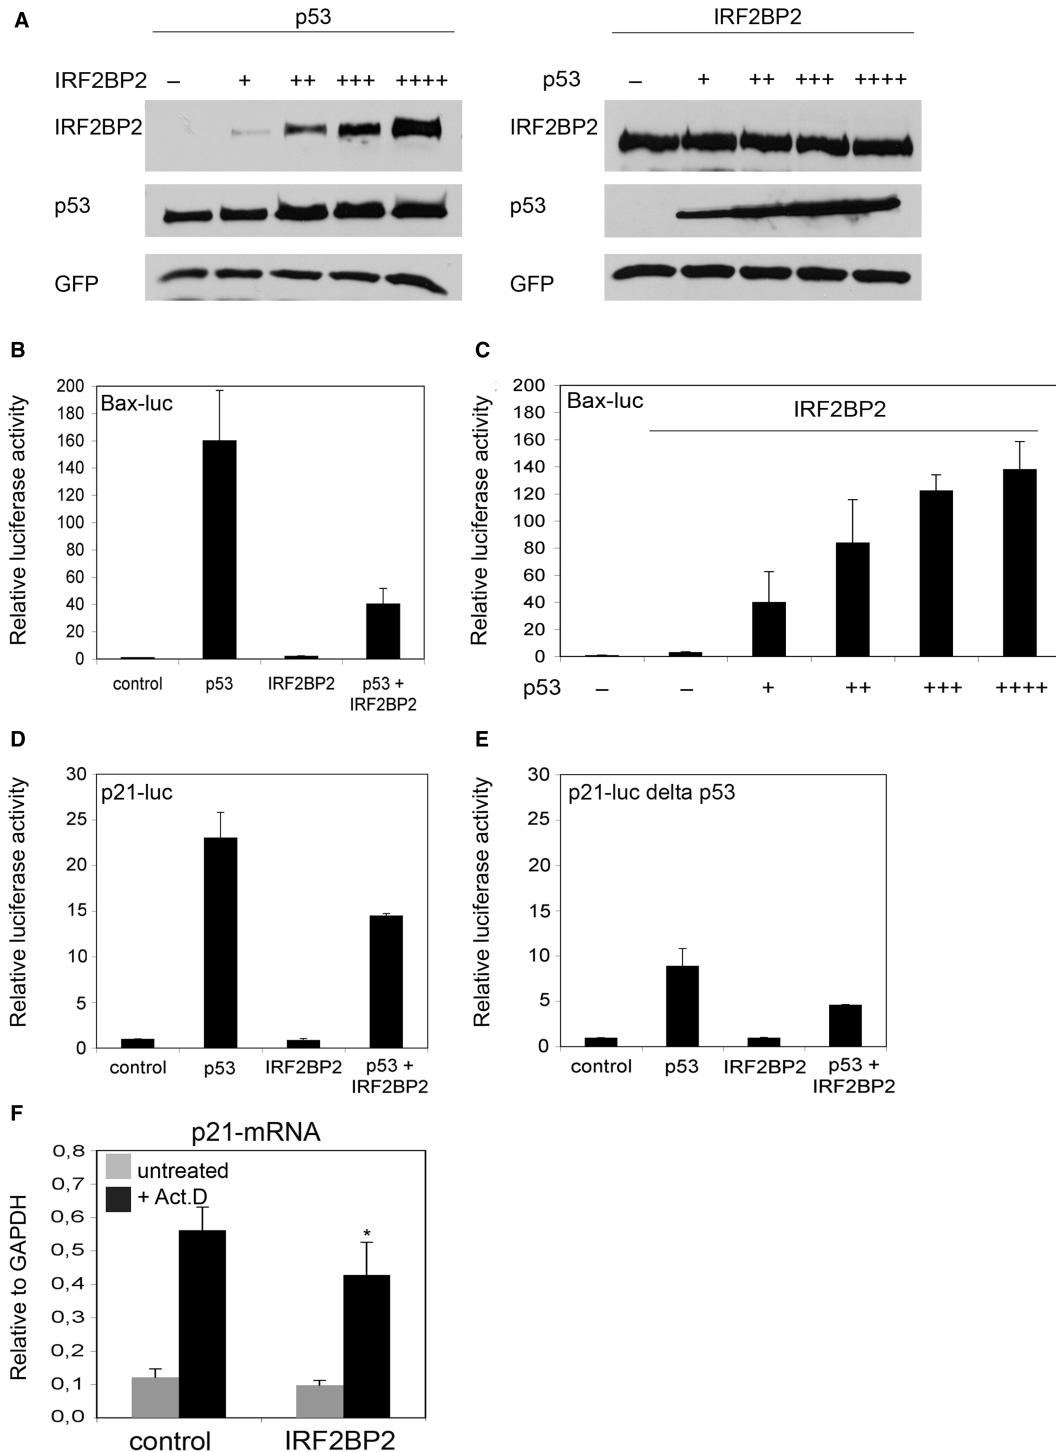 A
p53
IRF2BP2
IRF2BP2 – + ++ +++ ++++
p53 – + ++ +++ ++++
IRF2BP2
IRF2BP2
p53
p53
GFP
GFP
B
Relative luciferase activity
Bax-luc
200
180
160
140
120
100
80
60
40
20
0
control p53 IRF2BP2 p53 +
IRF2BP2
C
Relative luciferase activity
Bax-luc
IRF2BP2
200
180
160
140
120
100
80
60
40
20
0
p53 – – + ++ +++ ++++
D
Relative luciferase activity
p21-luc
30
25
20
15
10
5
0
control p53 IRF2BP2 p53 +
IRF2BP2
E
Relative luciferase activity
p21-luc delta p53
30
25
20
15
10
5
0
control p53 IRF2BP2 p53 +
IRF2BP2
F
p21-mRNA
Relative to GAPDH
0,8
0,7
0,6
0,5
0,4
0,3
0,2
0,1
0,0
untreated
+ Act.D
*
control IRF2BP2